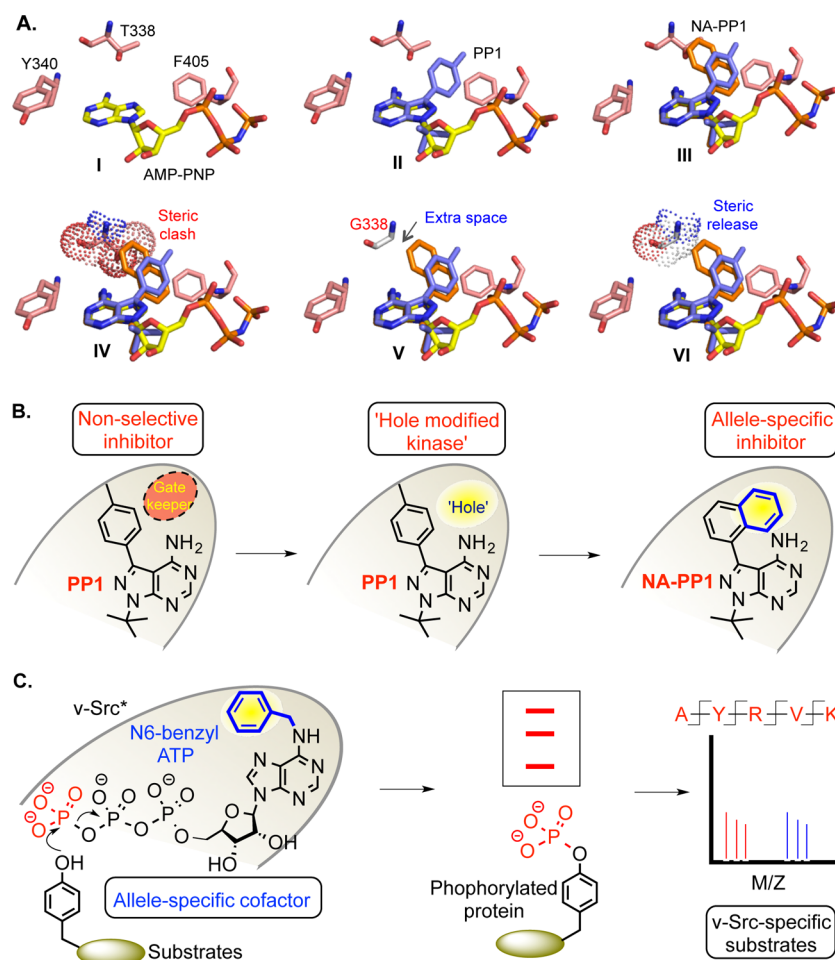 A.
T338
Y340
F405
I
AMP-PNP
PP1
II
NA-PP1
III
Steric
clash
IV
G338
Extra space
V
Steric
release
VI
B.
Non-selective
inhibitor
'Hole modified
kinase'
Allele-specific
inhibitor
Gate
keeper
NH2
PP1
N
N
N
N
'Hole'
NH2
PP1
N
N
N
N
NH2
NA-PP1
N
N
N
N
C.
v-Src*
N6-benzyl
ATP
NH
N
N
N
N
O
O
O
O
P
O
P
O
P
O
O
O
O
O
OH
HO
OH
Allele-specific cofactor
Substrates
O
O
P
O
O
Phophorylated
protein
A Y R V K
M/Z
v-Src-specific
substrates